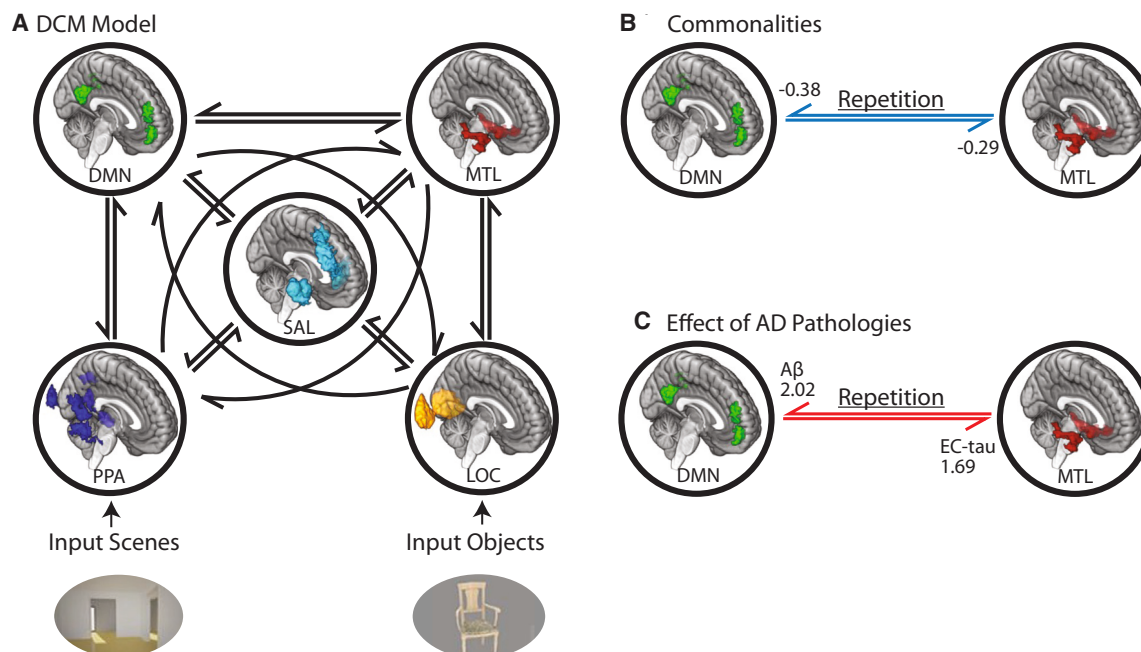 A DCM Model
DMN
MTL
SAL
PPA
LOC
Input Scenes
Input Objects
B Commonalities
-0.38
Repetition
-0.29
DMN
MTL
C Effect of AD Pathologies
Aβ
2.02
Repetition
EC-tau
1.69
DMN
MTL